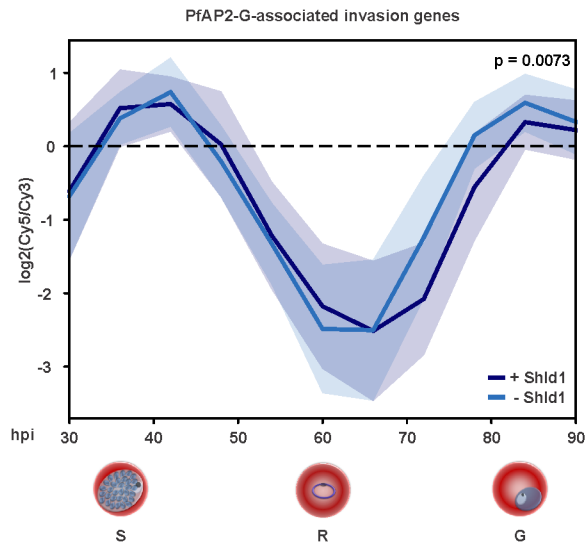 PfAP2-G-associated invasion genes
p = 0.0073
1
0
-1
-2
-3
log2(Cy5/Cy3)
+ Shld1
- Shld1
hpi 30 40 50 60 70 80 90
S R G